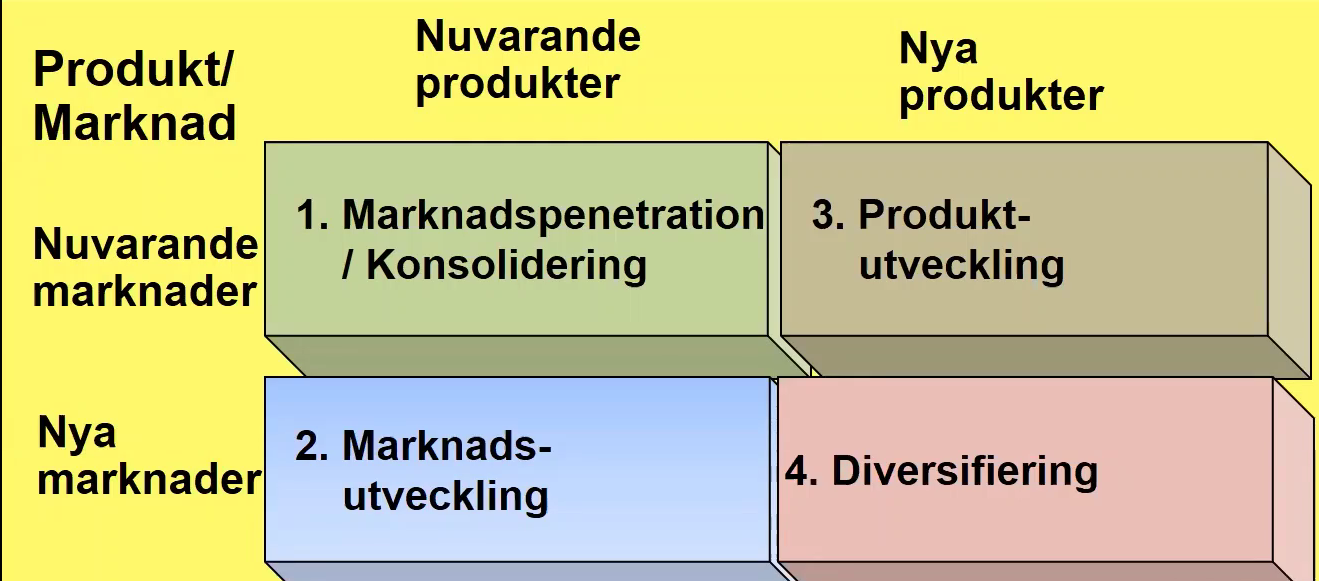 Produkt/
Marknad
Nuvarande
produkter
Nya
produkter
Nuvarande
marknader
1. Marknadspenetration
/ Konsolidering
3. Produkt-
utveckling
Nya
marknader
2. Marknads-
utveckling
4. Diversifiering